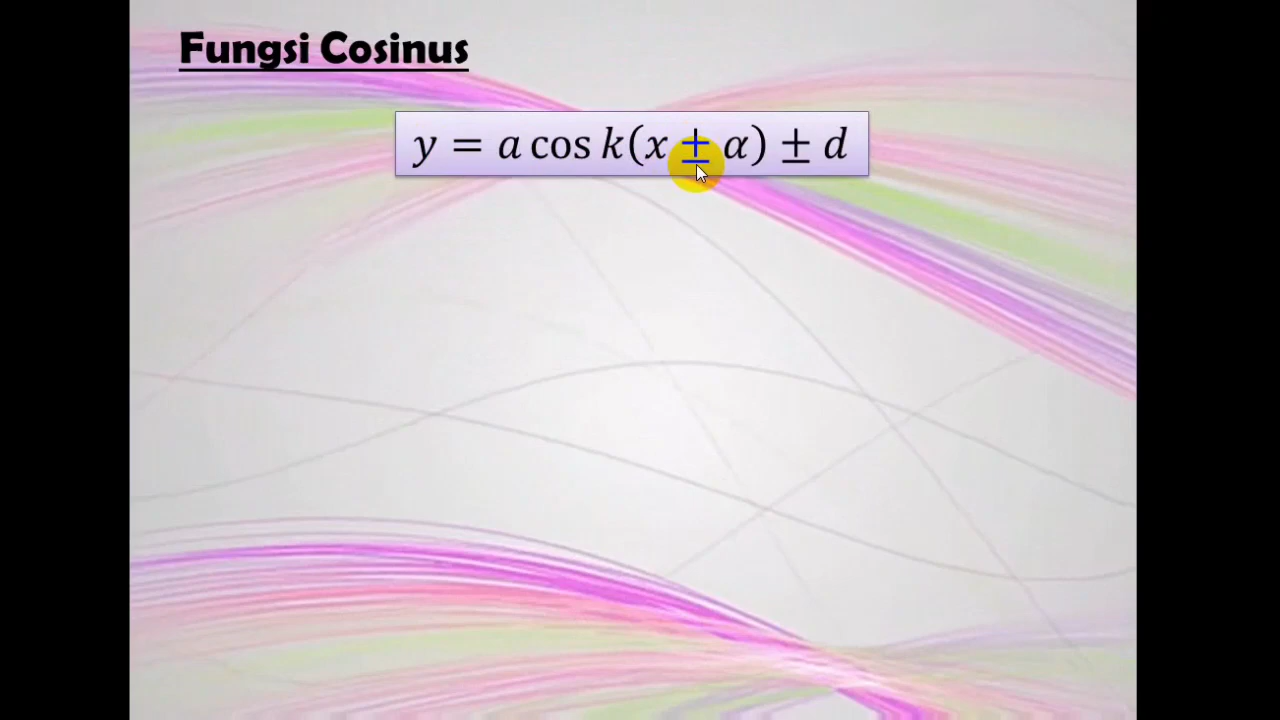 Fungsi Cosinus
y = a cos k(x ± α) ± d